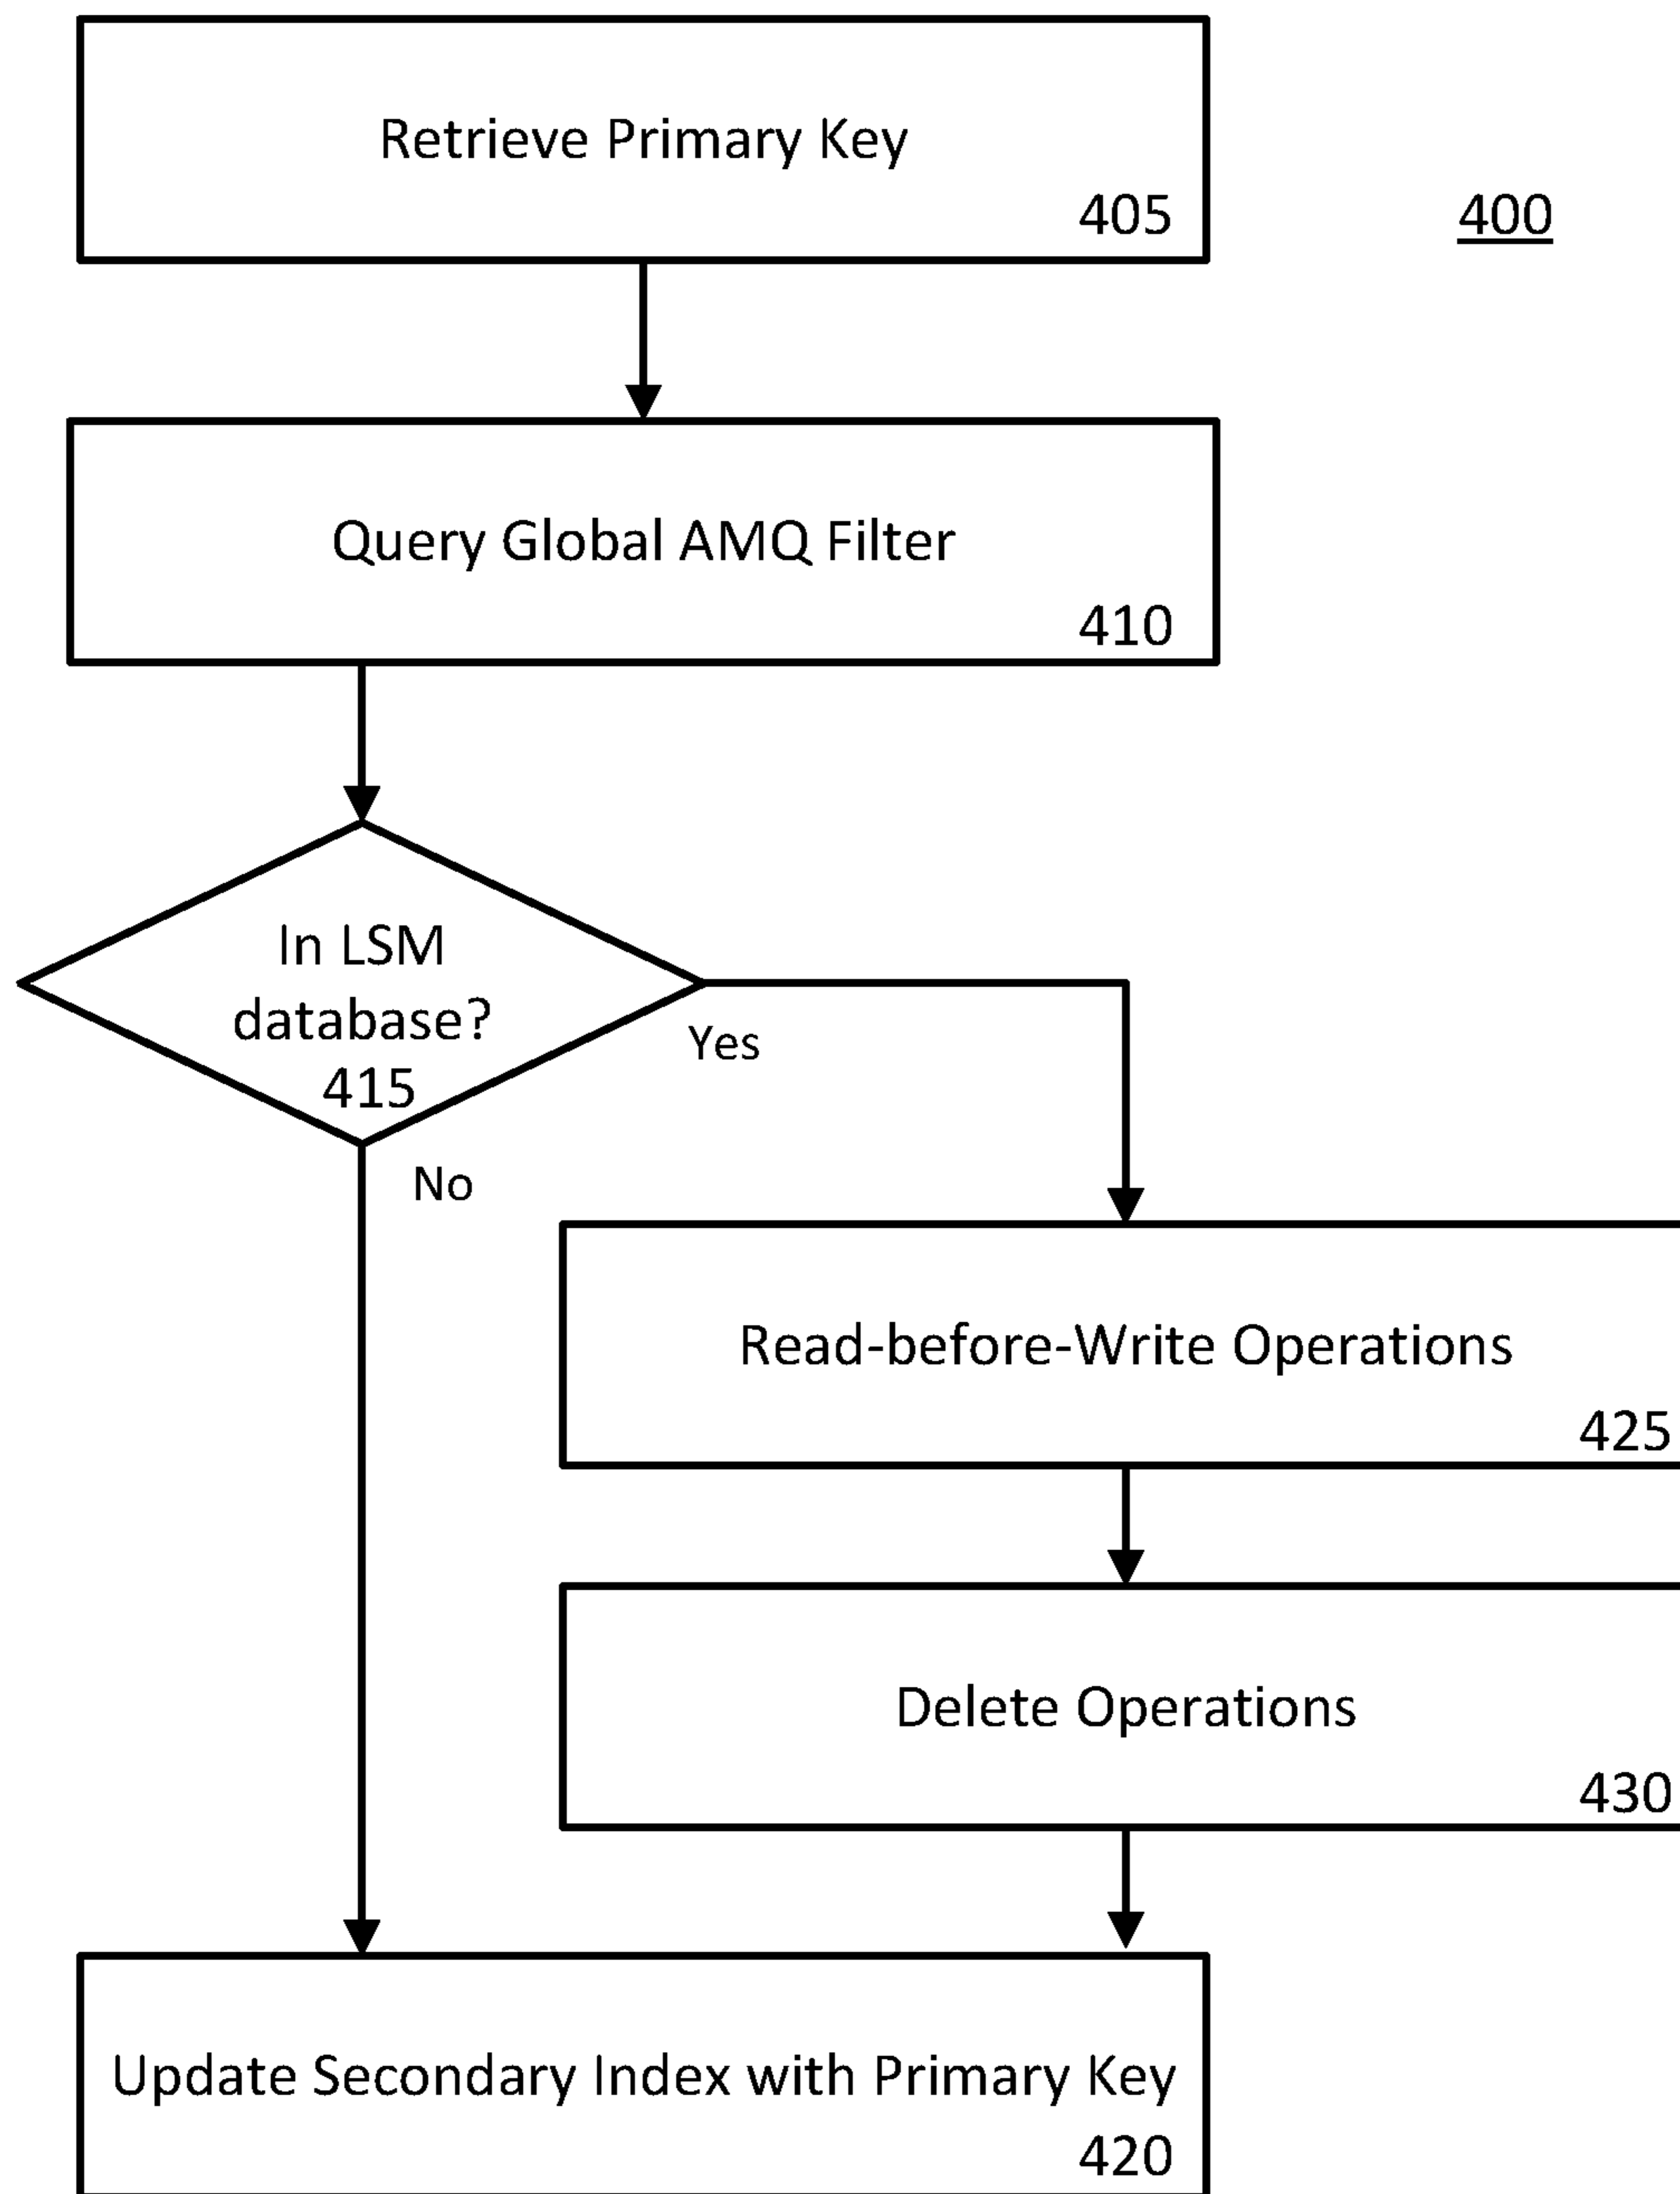 Retrieve Primary Key
405
400
Query Global AMQ Filter
410
In LSM
database?
415
Yes
No
Read-before-Write Operations
425
Delete Operations
430
Update Secondary Index with Primary Key
420